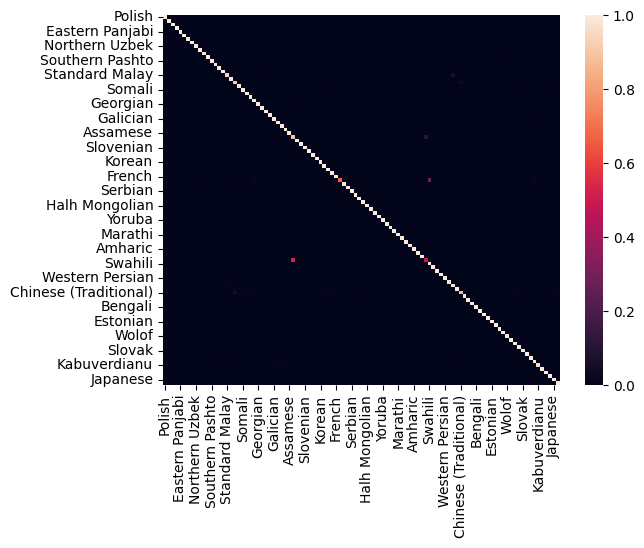 Polish
Eastern Panjabi
Northern Uzbek
Southern Pashto
Standard Malay
Somali
Georgian
Galician
Assamese
Slovenian
Korean
French
Serbian
Halh Mongolian
Yoruba
Marathi
Amharic
Swahili
Western Persian
Chinese (Traditional)
Bengali
Estonian
Wolof
Slovak
Kabuverdianu
Japanese
1.0
0.8
0.6
0.4
0.2
0.0
Polish
Eastern Panjabi
Northern Uzbek
Southern Pashto
Standard Malay
Somali
Georgian
Galician
Assamese
Slovenian
Korean
French
Serbian
Halh Mongolian
Yoruba
Marathi
Amharic
Swahili
Western Persian
Chinese (Traditional)
Bengali
Estonian
Wolof
Slovak
Kabuverdianu
Japanese